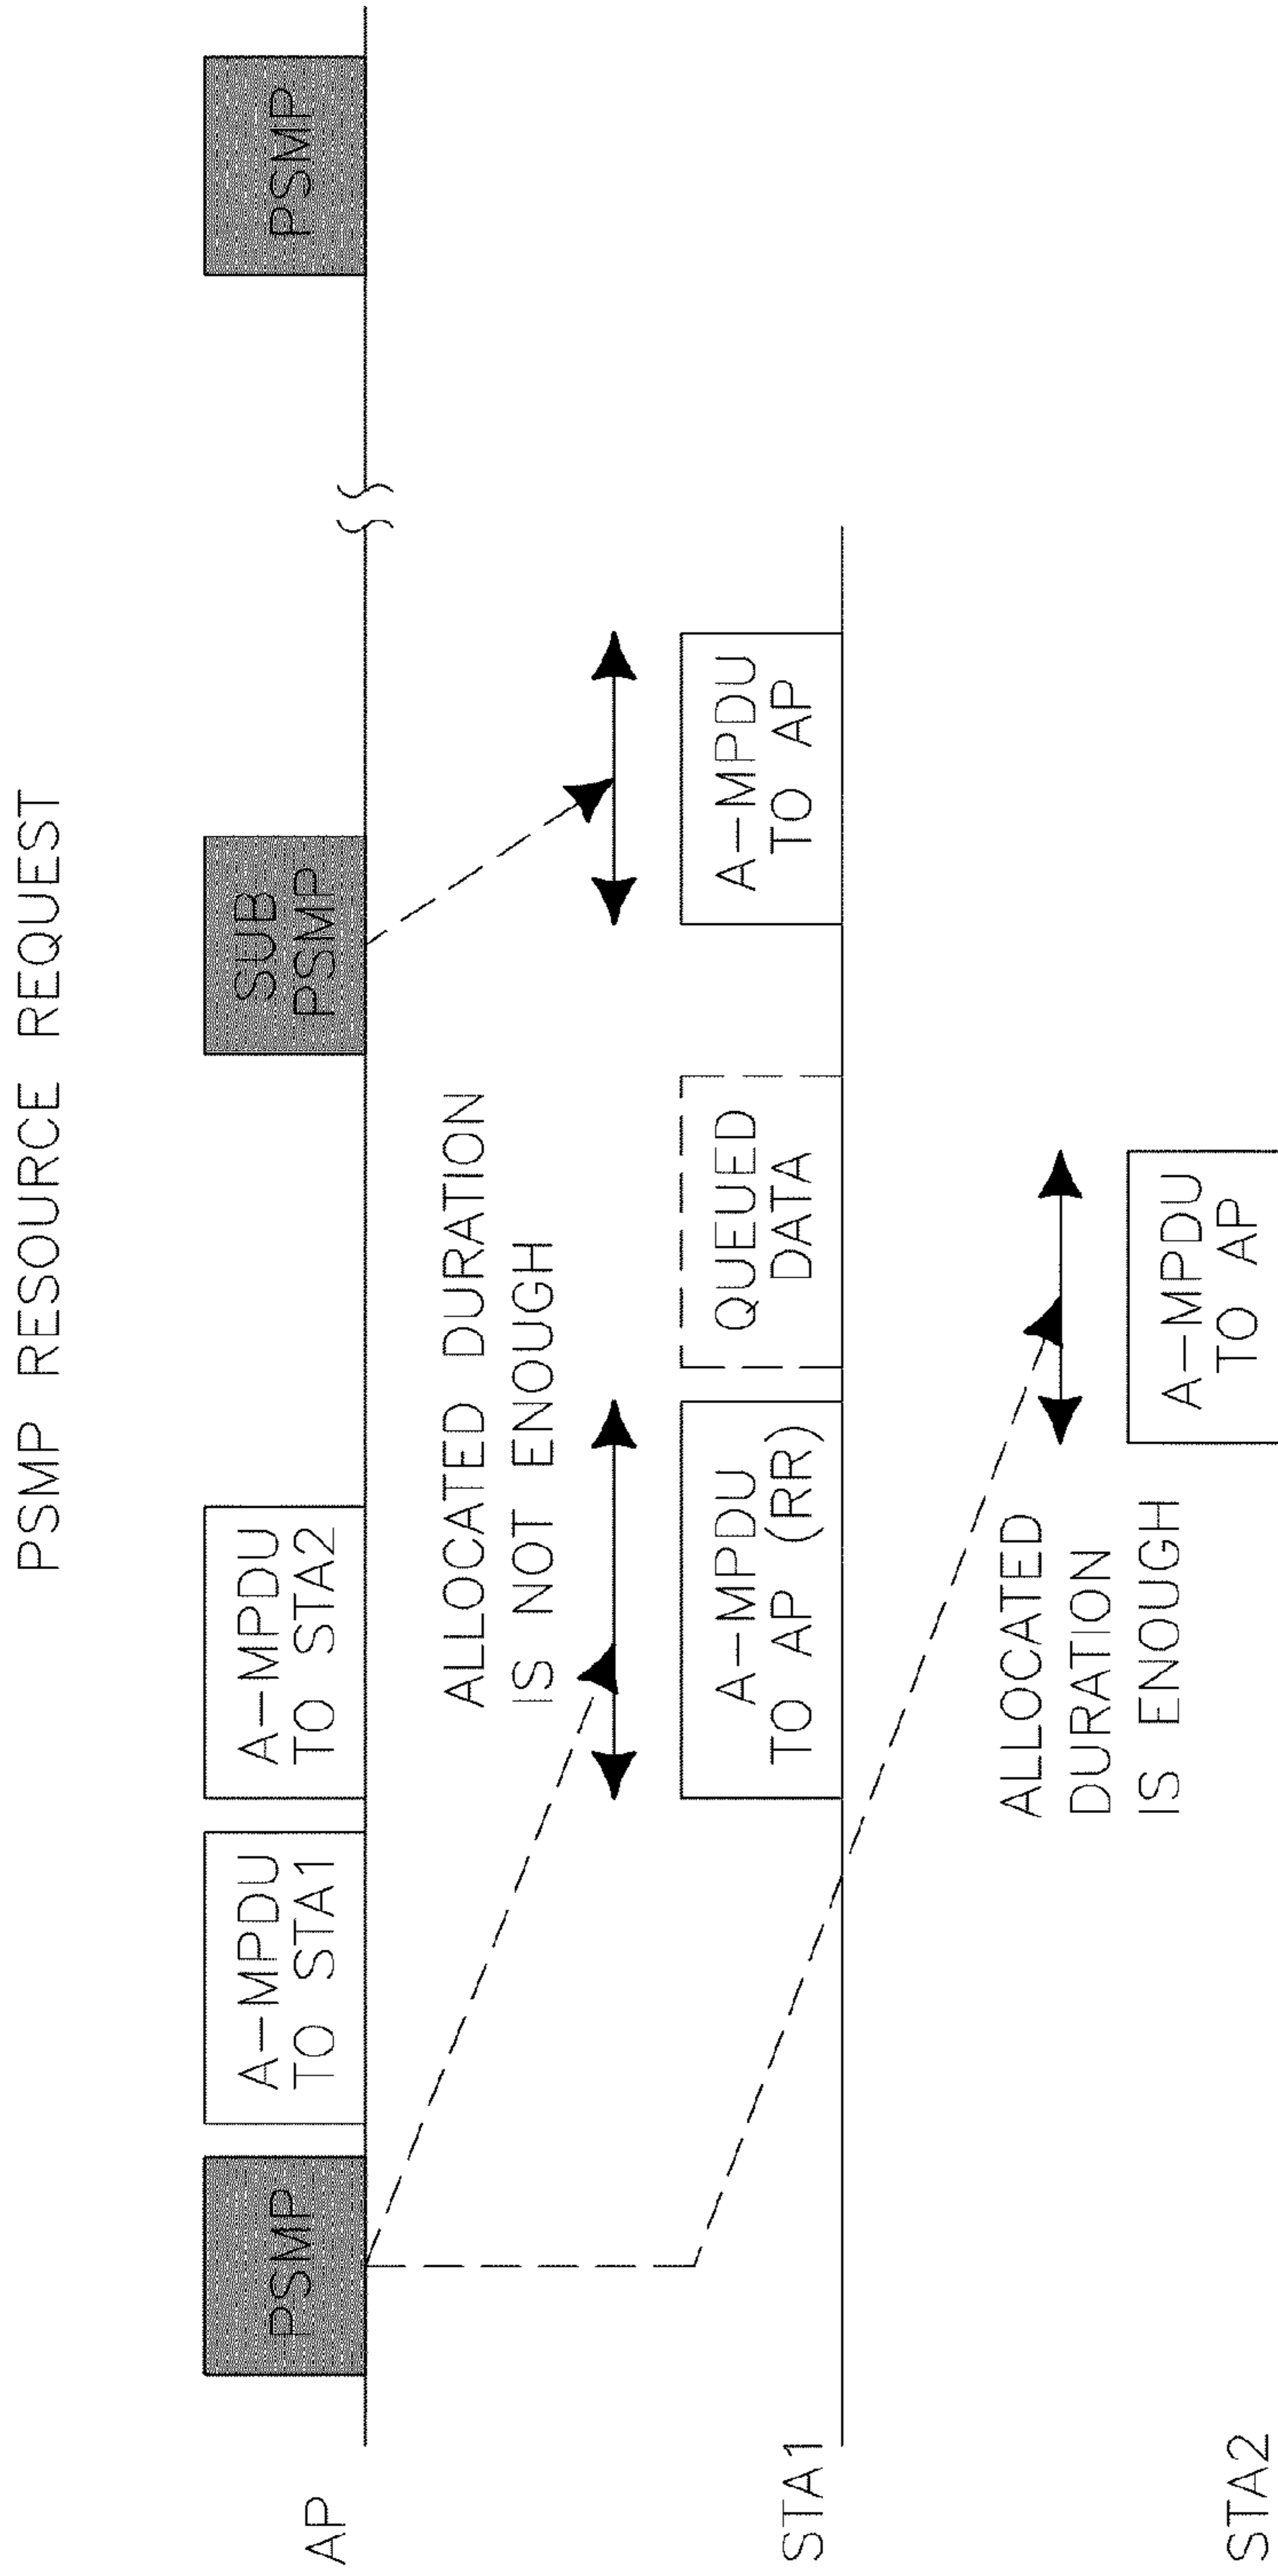 PSMP RESOURCE REQUEST
AP
PSMP
A-MPDU
TO STA1
A-MPDU
TO STA2
SUB
PSMP
PSMP
ALLOCATED DURATION
IS NOT ENOUGH
STA1
A-MPDU
TO AP (RR)
QUEUED
DATA
A-MPDU
TO AP
ALLOCATED
DURATION
IS ENOUGH
STA2
A-MPDU
TO AP